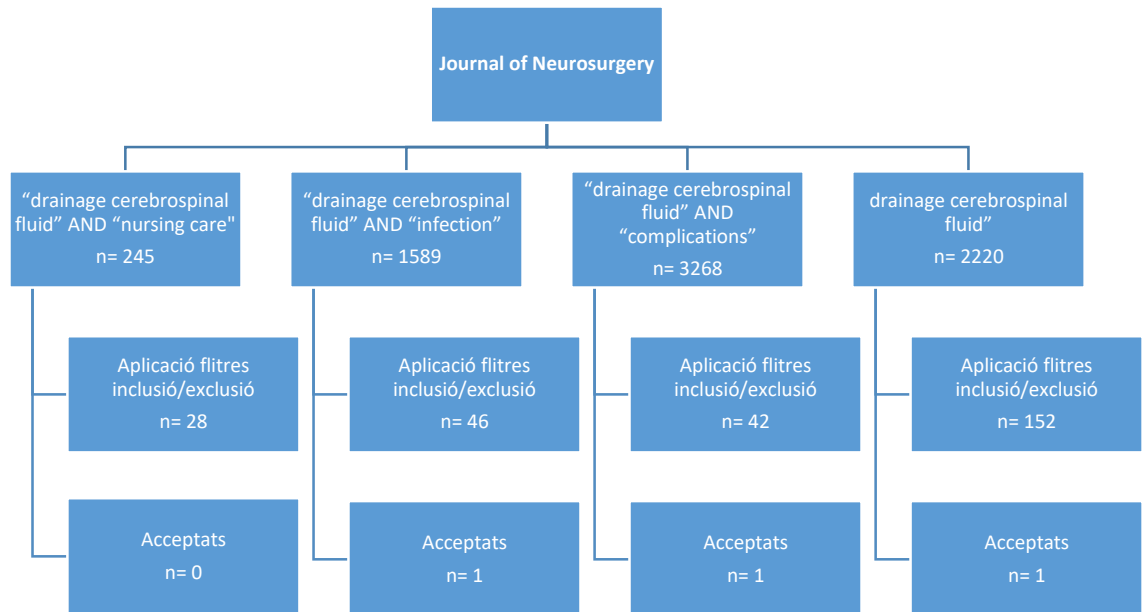 Journal of Neurosurgery
“drainage cerebrospinal
fluid” AND “nursing care"
n= 245
“drainage cerebrospinal
fluid” AND “infection”
n= 1589
“drainage cerebrospinal
fluid” AND
“complications”
n= 3268
drainage cerebrospinal
fluid”
n= 2220
Aplicació flitres
inclusió/exclusió
n= 28
Aplicació flitres
inclusió/exclusió
n= 46
Aplicació flitres
inclusió/exclusió
n= 42
Aplicació flitres
inclusió/exclusió
n= 152
Acceptats
n= 0
Acceptats
n= 1
Acceptats
n= 1
Acceptats
n= 1